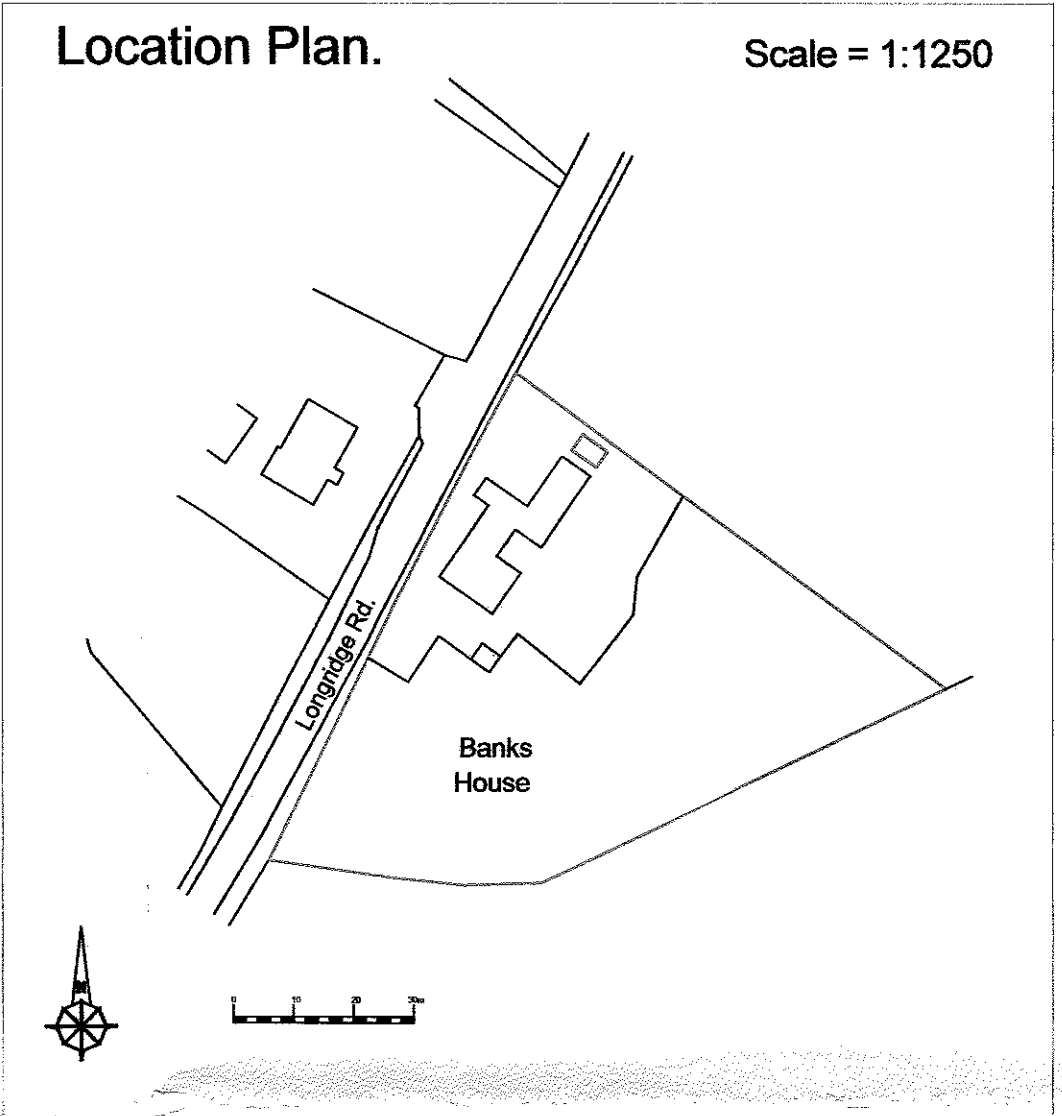 Location Plan.
Scale = 1:1250
Longridge Rd.
Banks
House
0 10 20 30m